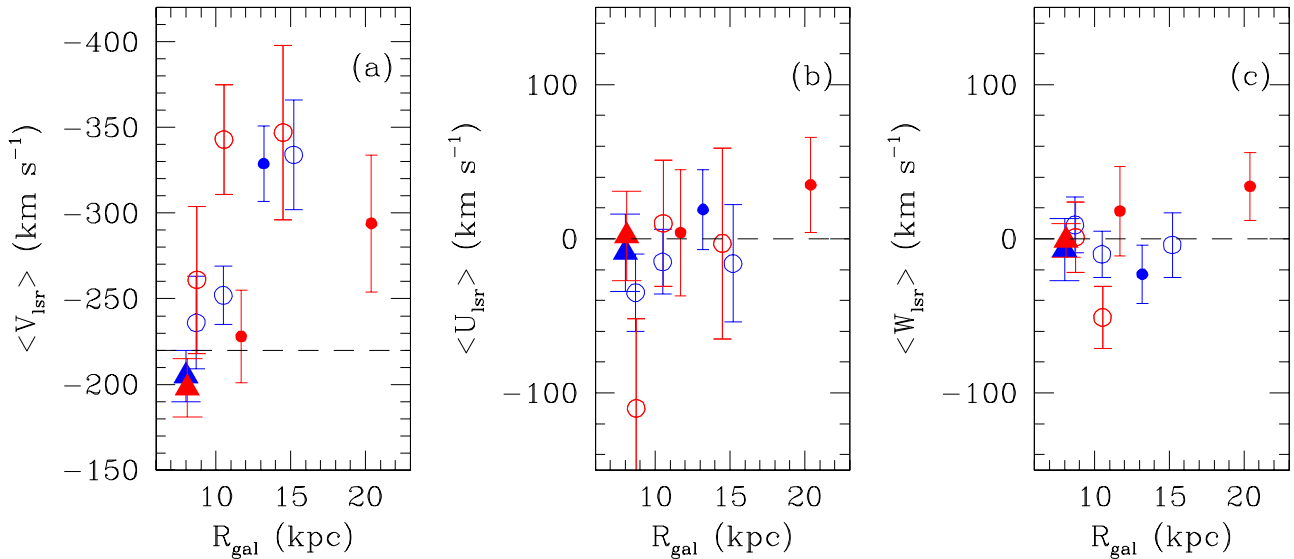 (a)
-400
-350
-300
-250
-200
-150
<V_lsr> (km s⁻¹)
10 15 20
R_gal (kpc)
(b)
100
0
-100
<U_lsr> (km s⁻¹)
10 15 20
R_gal (kpc)
(c)
100
0
-100
<W_lsr> (km s⁻¹)
10 15 20
R_gal (kpc)